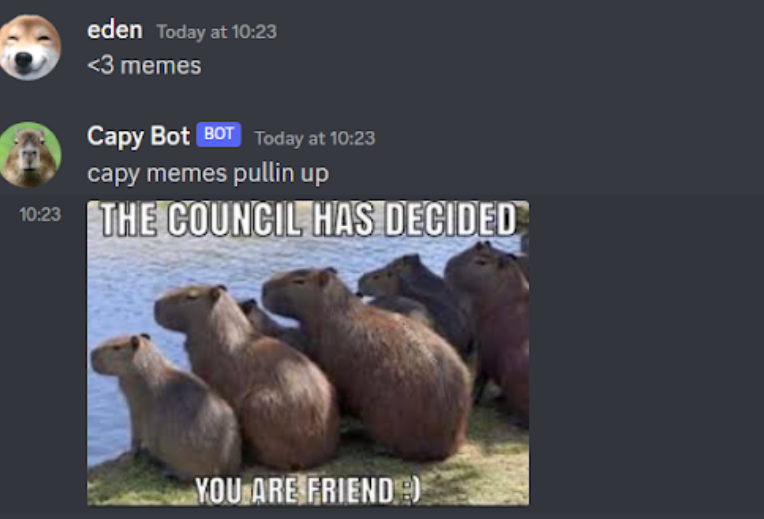 eden Today at 10:23
<3 memes
Capy Bot BOT Today at 10:23
capy memes pullin up
10:23
THE COUNCIL HAS DECIDED
YOU ARE FRIEND :)